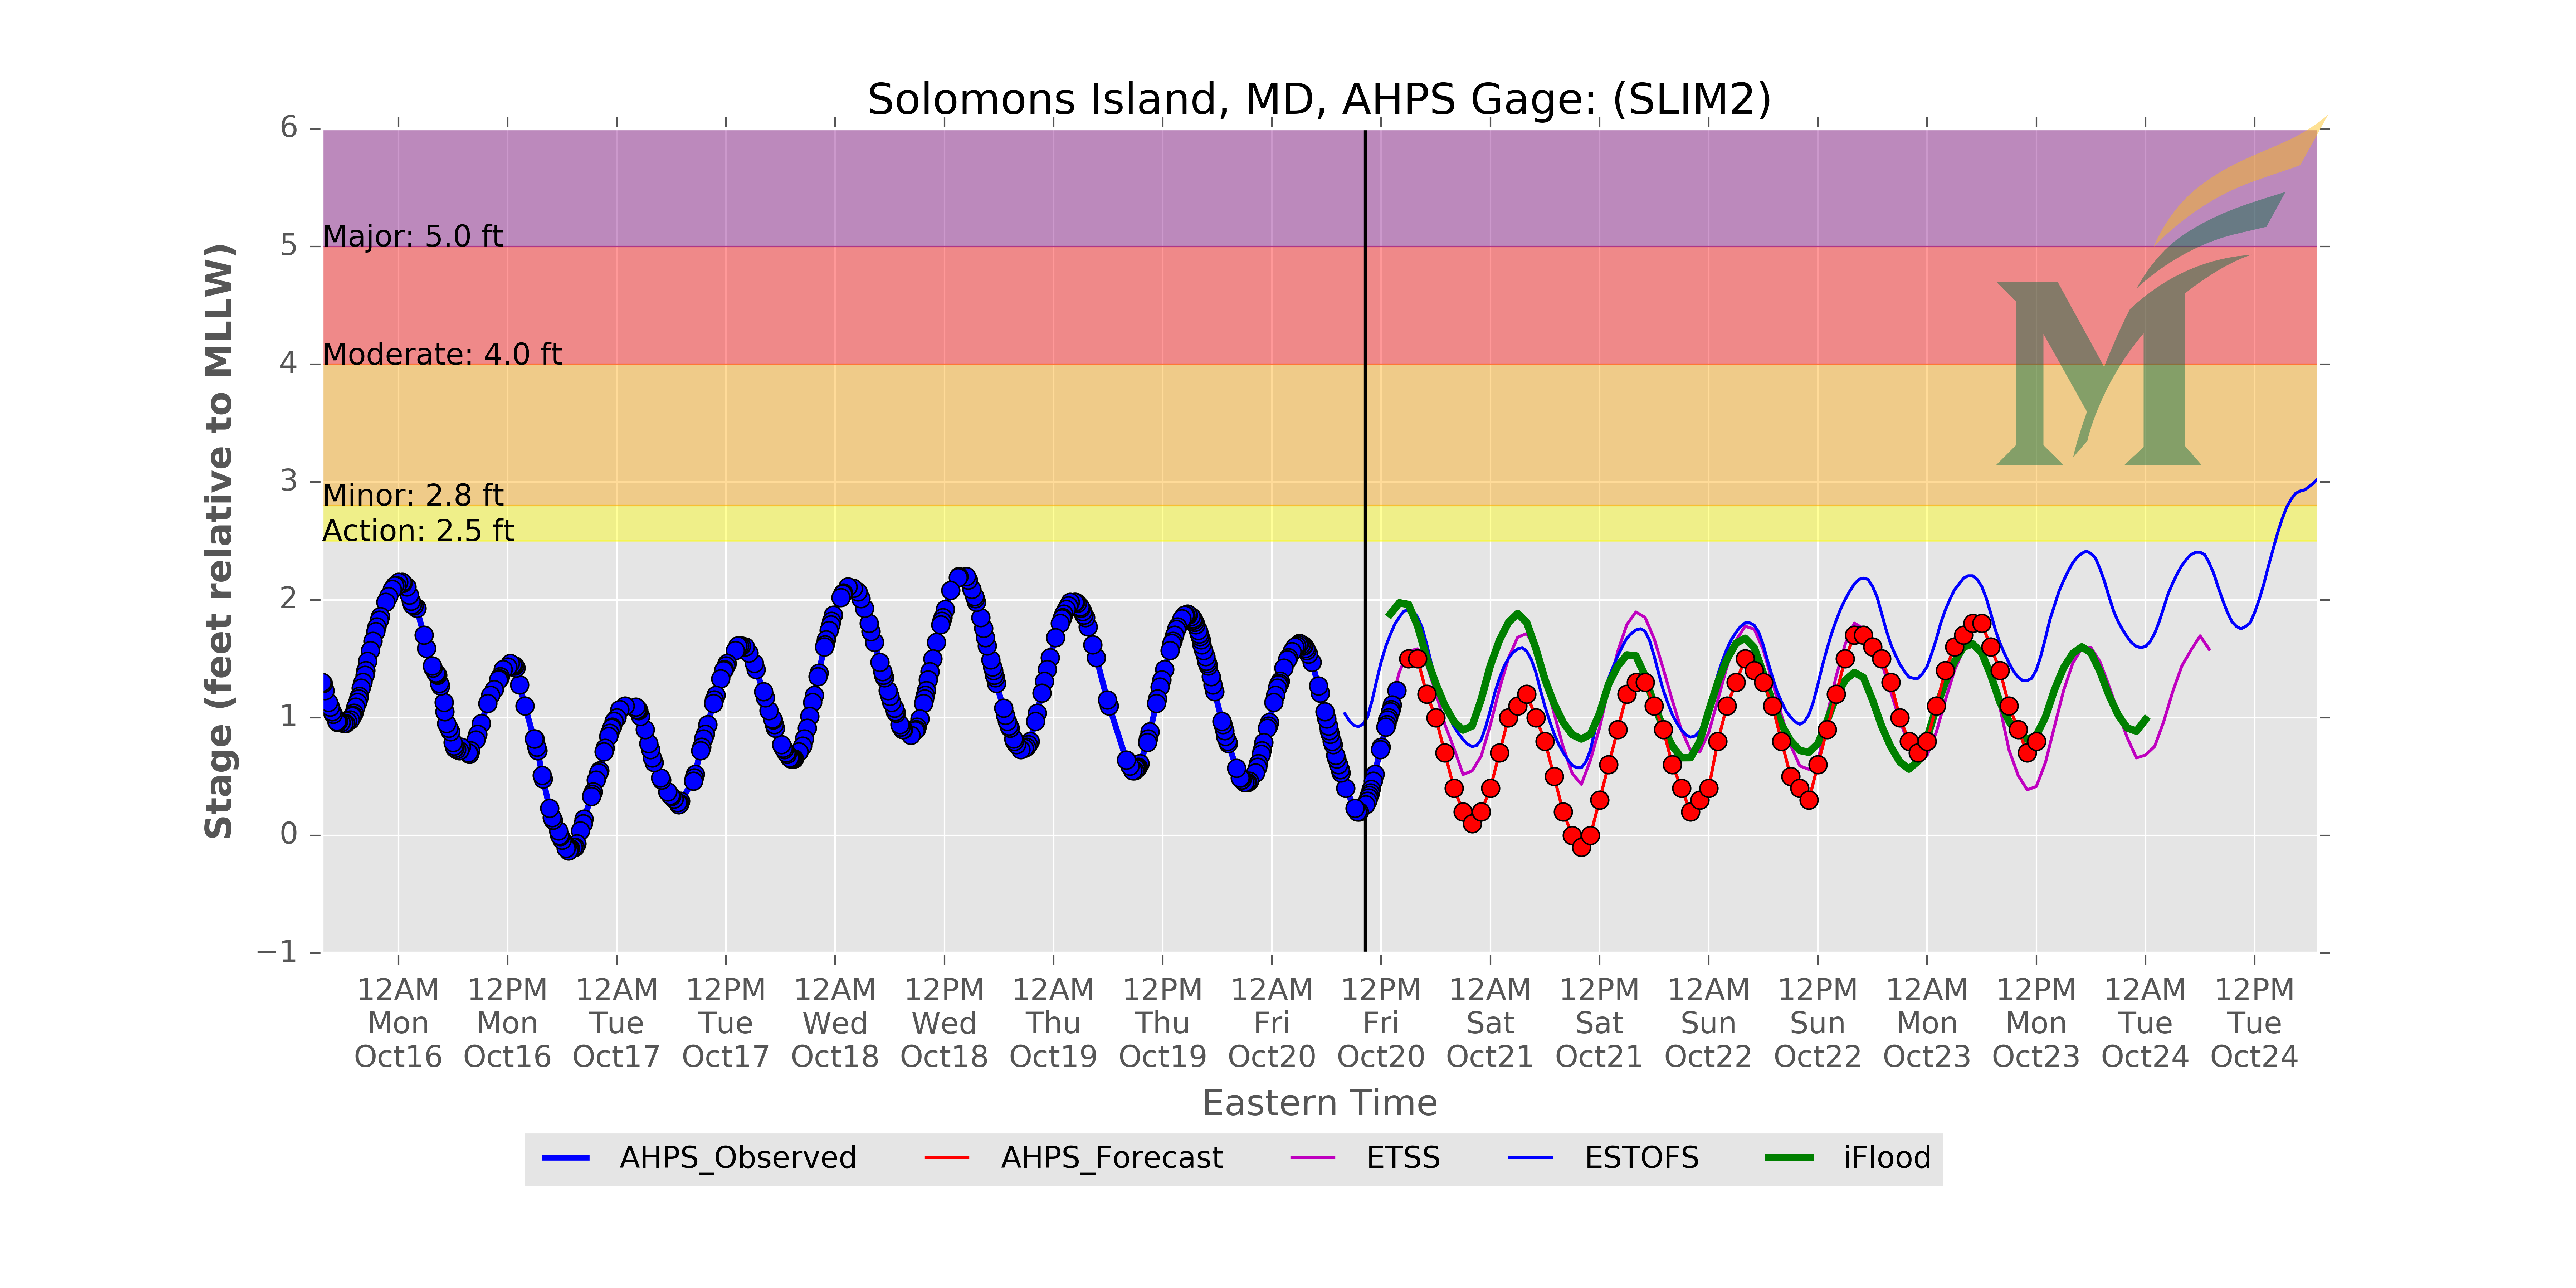 Solomons Island, MD, AHPS Gage: (SLIM2)
Stage (feet relative to MLLW)
6
5
4
3
2
1
0
−1
Major: 5.0 ft
Moderate: 4.0 ft
Minor: 2.8 ft
Action: 2.5 ft
M
12AM 12PM 12AM 12PM 12AM 12PM 12AM 12PM 12AM 12PM 12AM 12PM 12AM 12PM 12AM 12PM 12AM 12PM
Mon Mon Tue Tue Wed Wed Thu Thu Fri Fri Sat Sat Sun Sun Mon Mon Tue Tue
Oct16 Oct16 Oct17 Oct17 Oct18 Oct18 Oct19 Oct19 Oct20 Oct20 Oct21 Oct21 Oct22 Oct22 Oct23 Oct23 Oct24 Oct24
Eastern Time
AHPS_Observed AHPS_Forecast ETSS ESTOFS iFlood